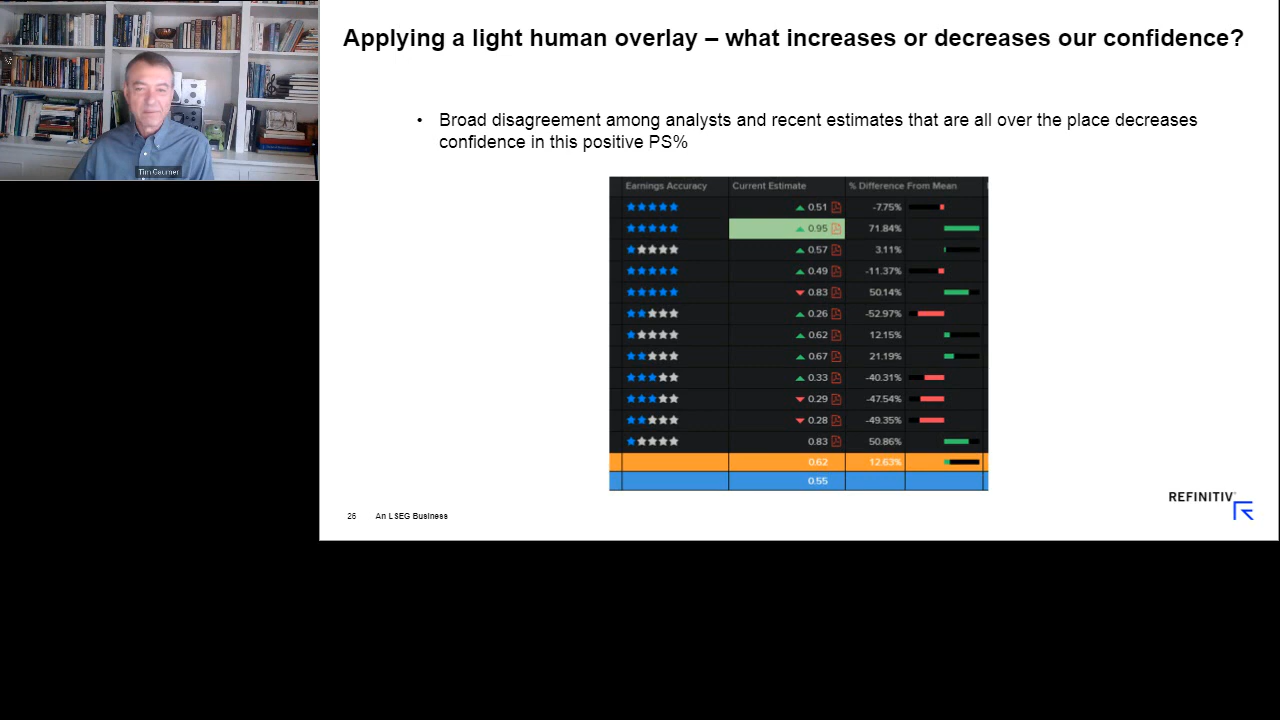 Applying a light human overlay – what increases or decreases our confidence?
• Broad disagreement among analysts and recent estimates that are all over the place decreases
confidence in this positive PS%
Tim Gaumer
Earnings Accuracy Current Estimate % Difference From Mean
0.51 -7.75%
0.95 71.84%
0.57 3.11%
0.49 -11.37%
0.83 50.14%
0.26 -52.97%
0.62 12.15%
0.67 21.19%
0.33 -40.31%
0.29 -47.54%
0.28 -49.35%
0.83 50.86%
0.62 12.63%
0.55
REFINITIV
26 An LSEG Business